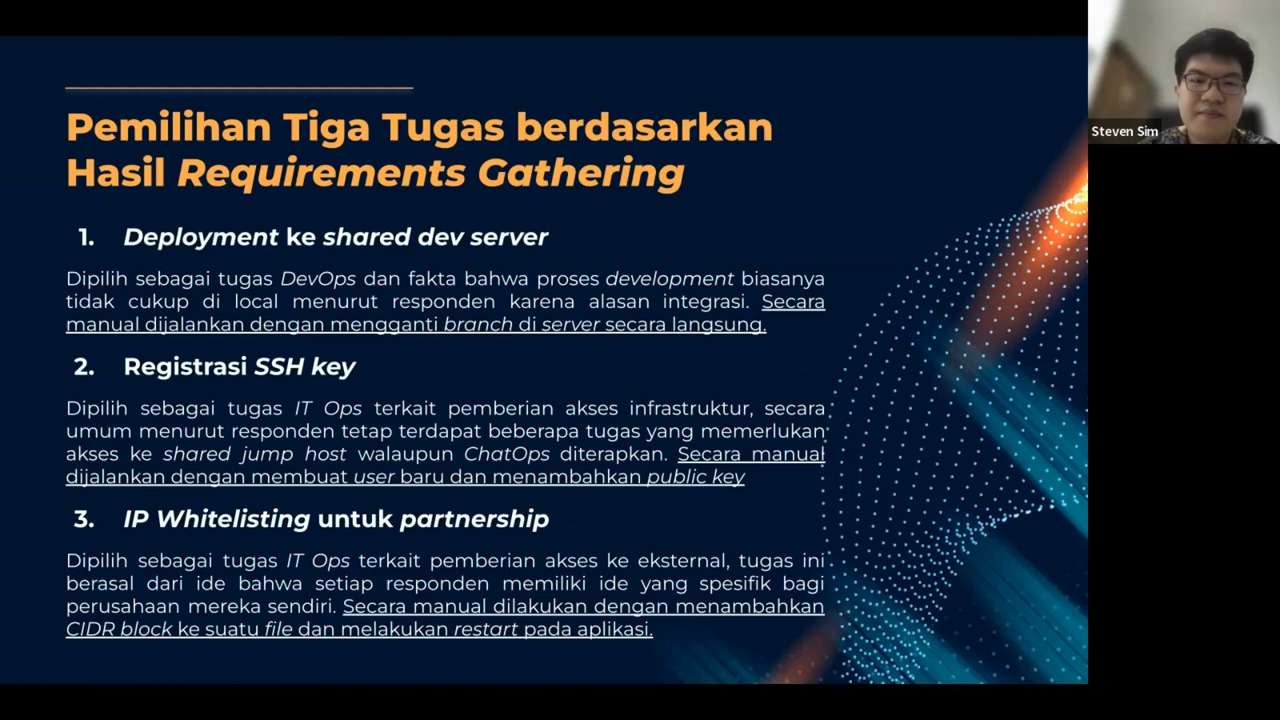 Pemilihan Tiga Tugas berdasarkan
Hasil Requirements Gathering
1. Deployment ke shared dev server
Dipilih sebagai tugas DevOps dan fakta bahwa proses development biasanya
tidak cukup di local menurut responden karena alasan integrasi. Secara
manual dijalankan dengan mengganti branch di server secara langsung.
2. Registrasi SSH key
Dipilih sebagai tugas IT Ops terkait pemberian akses infrastruktur, secara
umum menurut responden tetap terdapat beberapa tugas yang memerlukan
akses ke shared jump host walaupun ChatOps diterapkan. Secara manual
dijalankan dengan membuat user baru dan menambahkan public key
3. IP Whitelisting untuk partnership
Dipilih sebagai tugas IT Ops terkait pemberian akses ke eksternal, tugas ini
berasal dari ide bahwa setiap responden memiliki ide yang spesifik bagi
perusahaan mereka sendiri. Secara manual dilakukan dengan menambahkan
CIDR block ke suatu file dan melakukan restart pada aplikasi.
Steven Sim